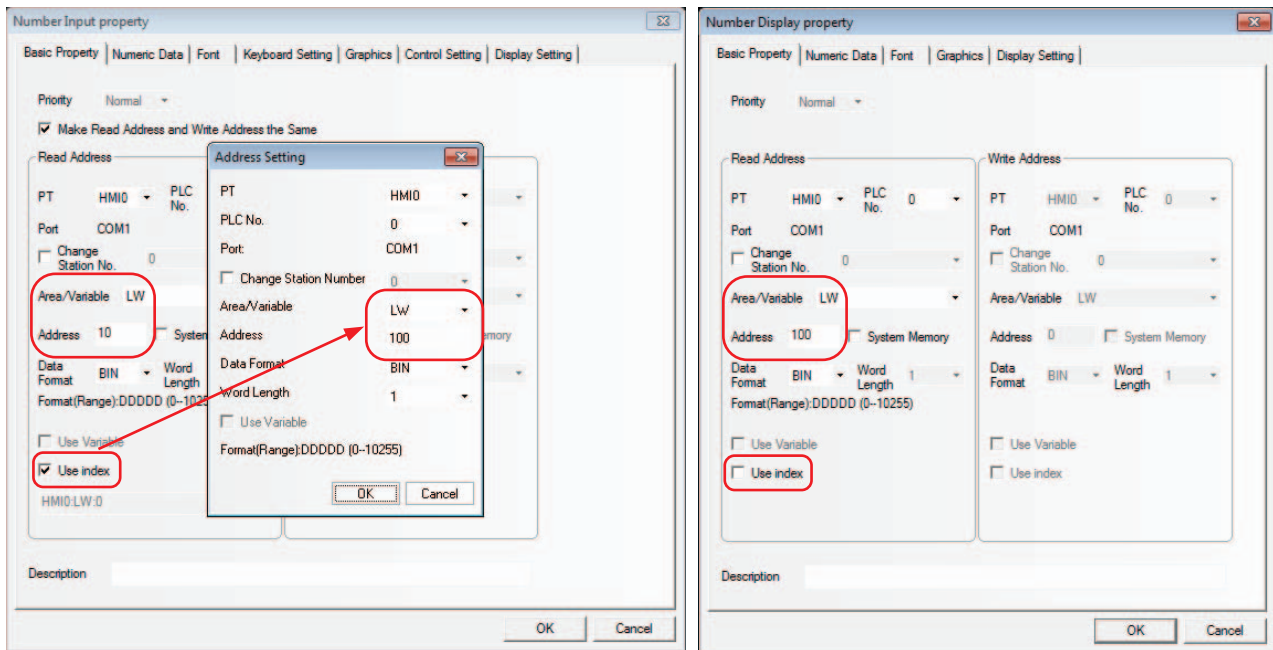 Number Input property
Basic Property Numeric Data Font Keyboard Setting Graphics Control Setting Display Setting
Priority Normal
Make Read Address and Write Address the Same
Read Address
PT HMI0 PLC No.
Port COM1
Change Station No. 0
Area/Variable LW
Address 10 System
Data Format BIN Word Length
Format(Range):DDDDD (0--1025
Use Variable
Use index
HMI0:LW:0
Description
OK Cancel
Address Setting
PT HMI0
PLC No. 0
Port: COM1
Change Station Number 0
Area/Variable LW
Address 100
Data Format BIN
Word Length 1
Use Variable
Format(Range):DDDDD (0--10255)
OK Cancel
emory
Number Display property
Basic Property Numeric Data Font Graphics Display Setting
Priority Normal
Read Address
PT HMI0 PLC No. 0
Port COM1
Change Station No. 0
Area/Variable LW
Address 100 System Memory
Data Format BIN Word Length 1
Format(Range):DDDDD (0--10255)
Use Variable
Use index
Write Address
PT HMI0 PLC No. 0
Port COM1
Change Station No. 0
Area/Variable LW
Address 0 System Memory
Data Format BIN Word Length 1
Use Variable
Use index
Description
OK Cancel